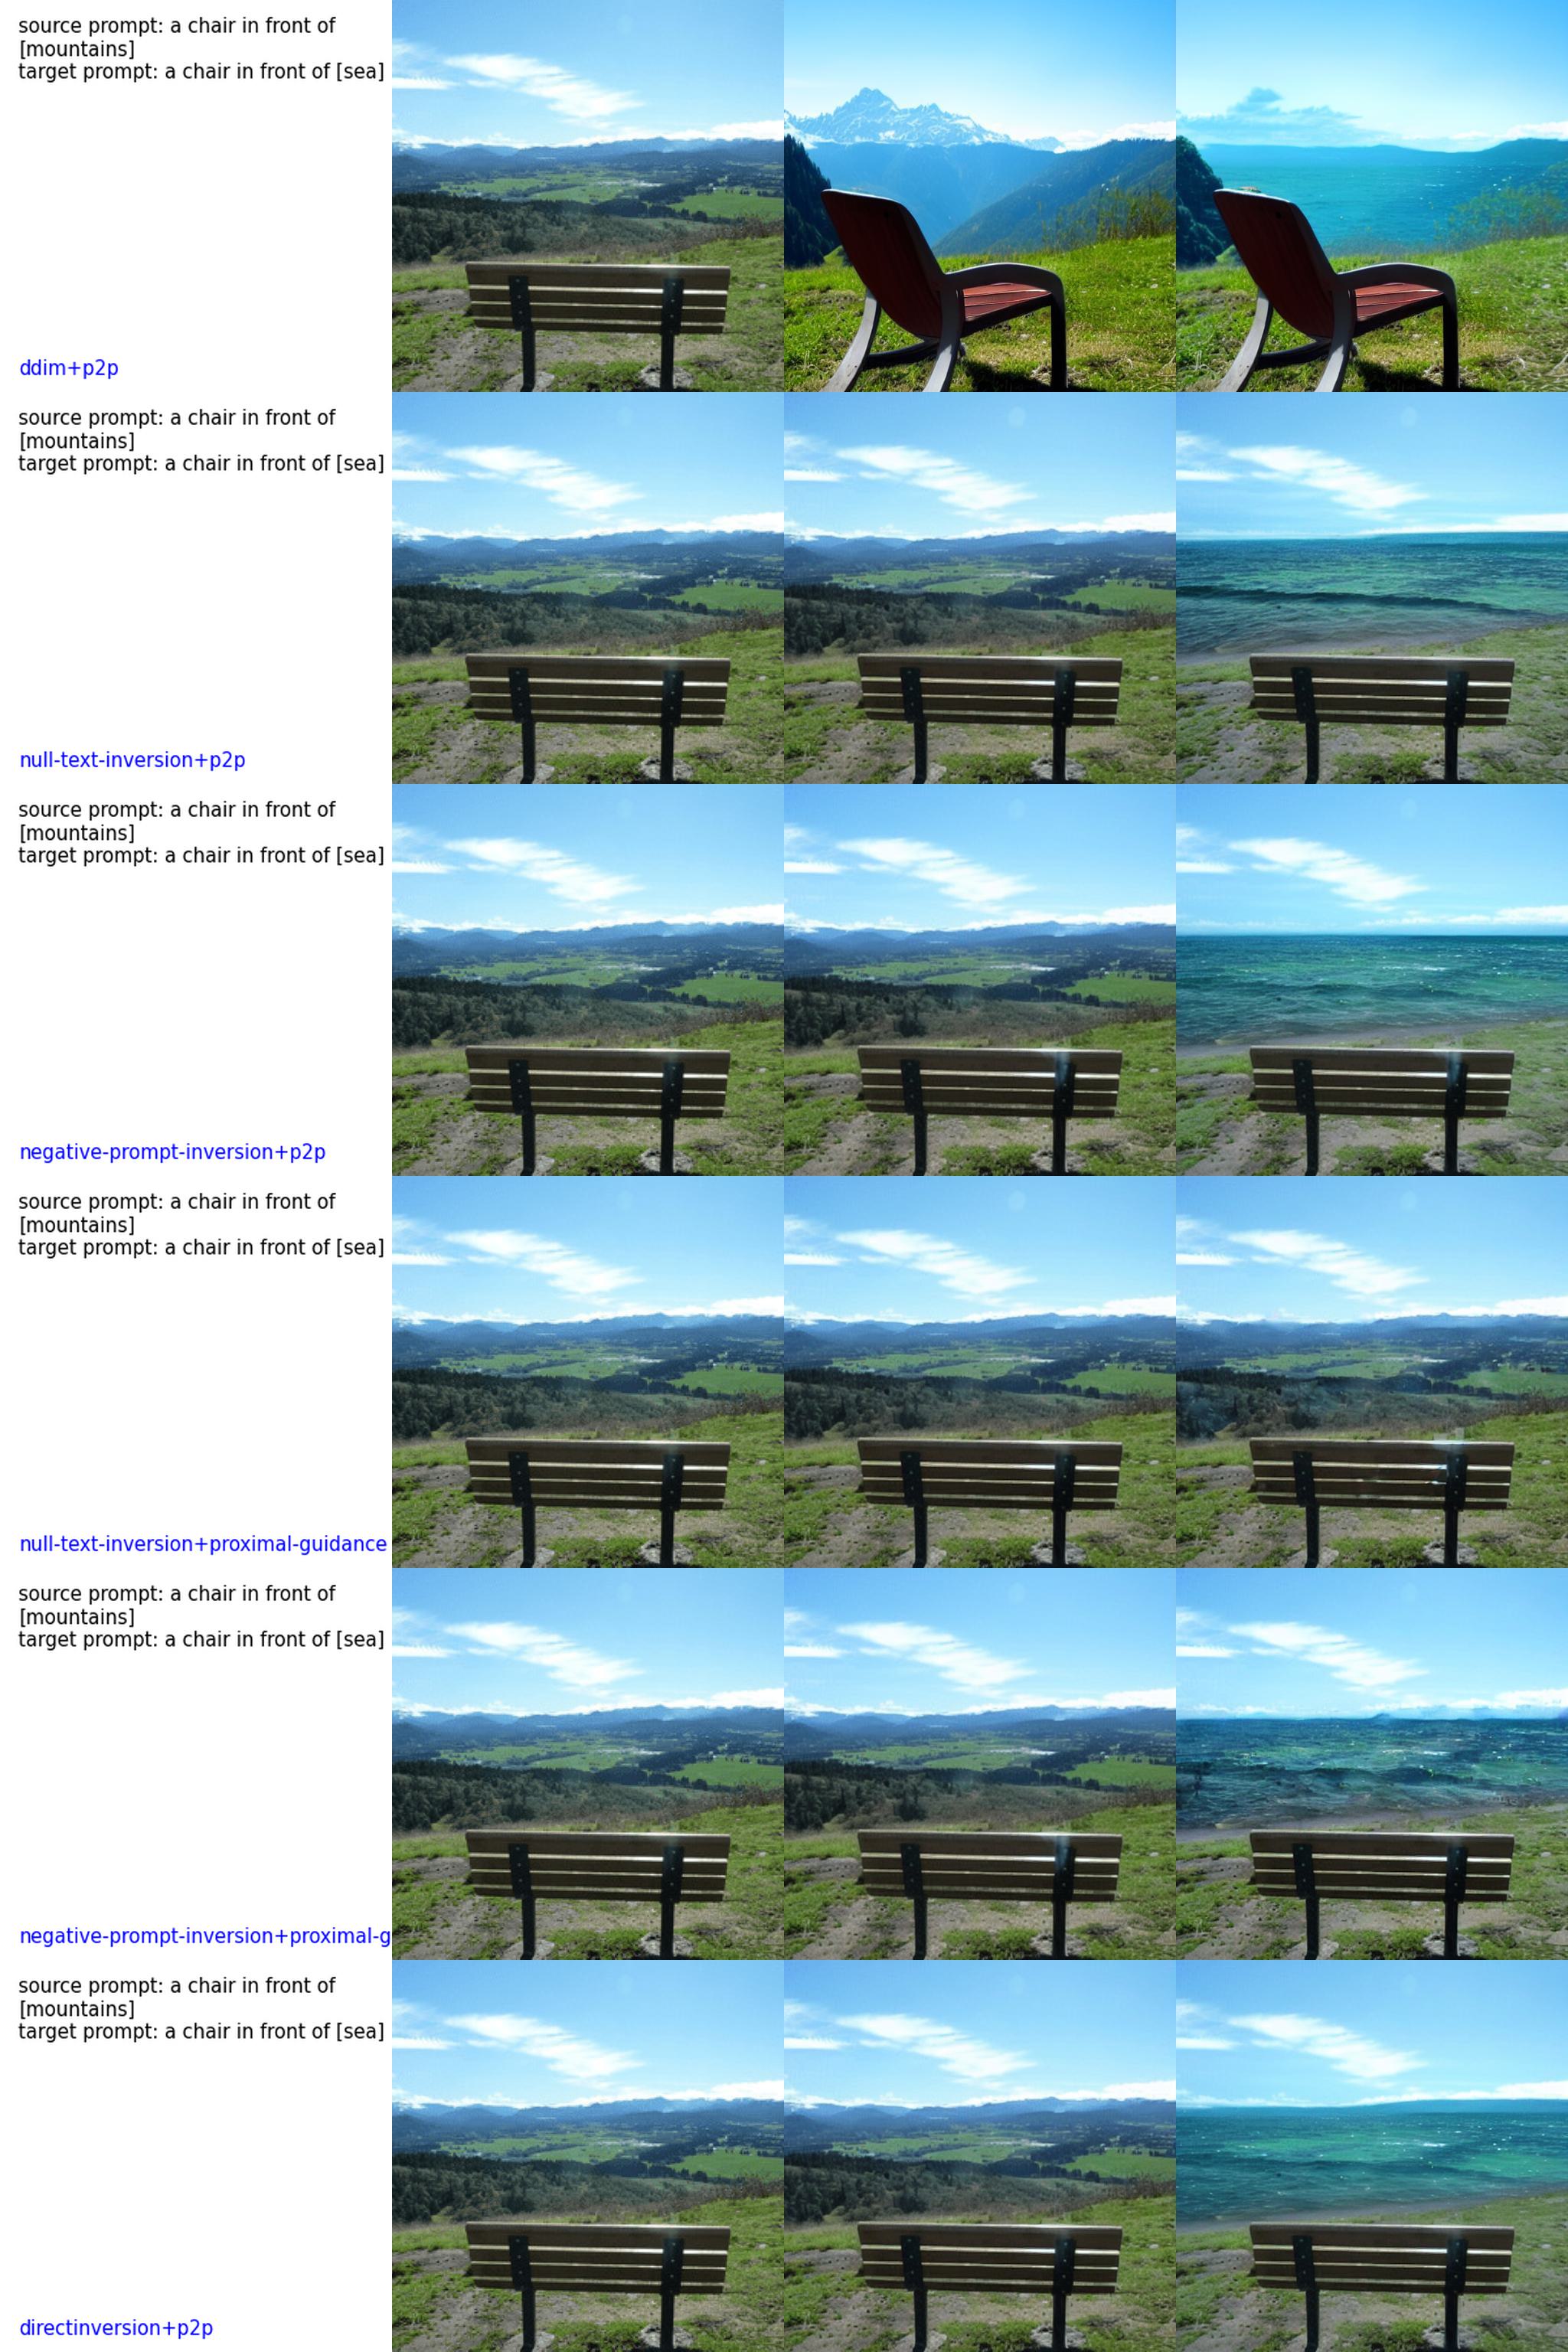 source prompt: a chair in front of
[mountains]
target prompt: a chair in front of [sea]
ddim+p2p
source prompt: a chair in front of
[mountains]
target prompt: a chair in front of [sea]
null-text-inversion+p2p
source prompt: a chair in front of
[mountains]
target prompt: a chair in front of [sea]
negative-prompt-inversion+p2p
source prompt: a chair in front of
[mountains]
target prompt: a chair in front of [sea]
null-text-inversion+proximal-guidance
source prompt: a chair in front of
[mountains]
target prompt: a chair in front of [sea]
negative-prompt-inversion+proximal-g
source prompt: a chair in front of
[mountains]
target prompt: a chair in front of [sea]
directinversion+p2p